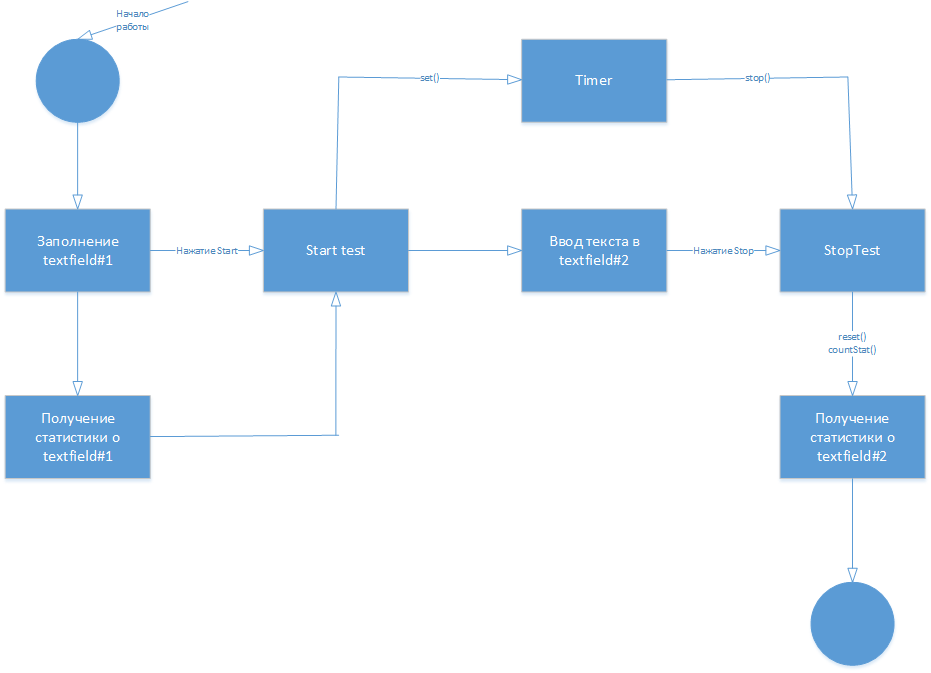 Начало
работы
set()
Timer
stop()
Заполнение
textfield#1
Нажатие Start
Start test
Ввод текста в
textfield#2
Нажатие Stop
StopTest
reset()
countStat()
Получение
статистики о
textfield#1
Получение
статистики о
textfield#2